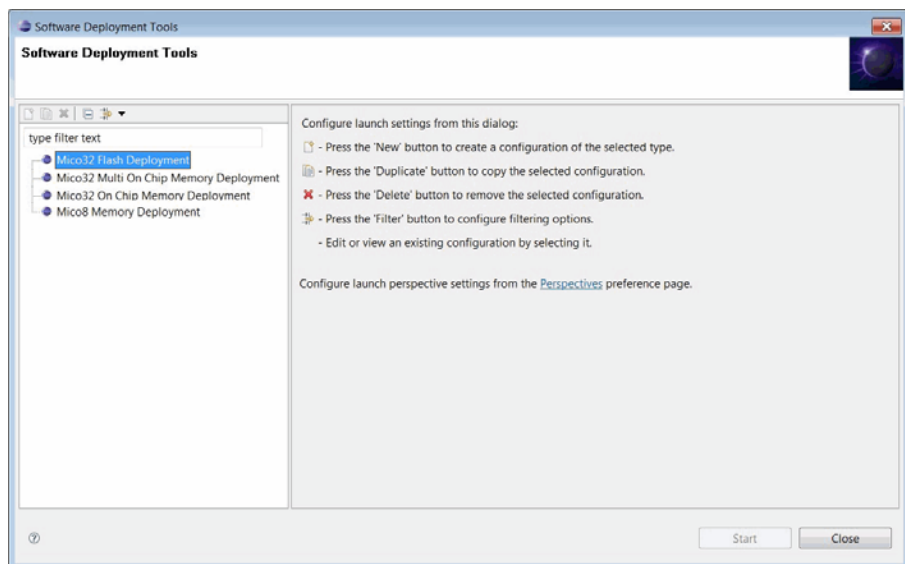 Software Deployment Tools
Software Deployment Tools
type filter text
Mico32 Flash Deployment
Mico32 Multi On Chip Memory Deployment
Mico32 On Chip Memory Deployment
Mico8 Memory Deployment
Configure launch settings from this dialog:
- Press the 'New' button to create a configuration of the selected type.
- Press the 'Duplicate' button to copy the selected configuration.
- Press the 'Delete' button to remove the selected configuration.
- Press the 'Filter' button to configure filtering options.
- Edit or view an existing configuration by selecting it.
Configure launch perspective settings from the Perspectives preference page.
Start
Close